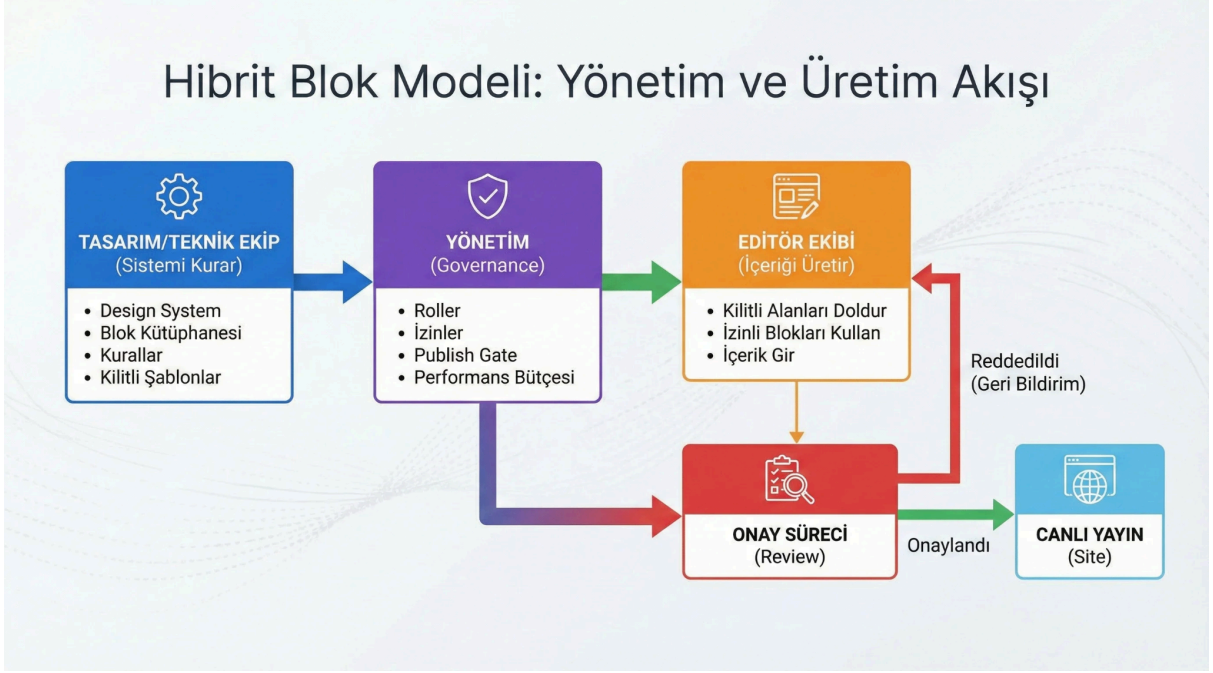 Hibrit Blok Modeli: Yönetim ve Üretim Akışı
TASARIM/TEKNİK EKİP
(Sistemi Kurar)
• Design System
• Blok Kütüphanesi
• Kurallar
• Kilitli Şablonlar
YÖNETİM
(Governance)
• Roller
• İzinler
• Publish Gate
• Performans Bütçesi
EDİTÖR EKİBİ
(İçeriği Üretir)
• Kilitli Alanları Doldur
• İzinli Blokları Kullan
• İçerik Gir
Reddedildi
(Geri Bildirim)
ONAY SÜRECİ
(Review)
Onaylandı
CANLI YAYIN
(Site)